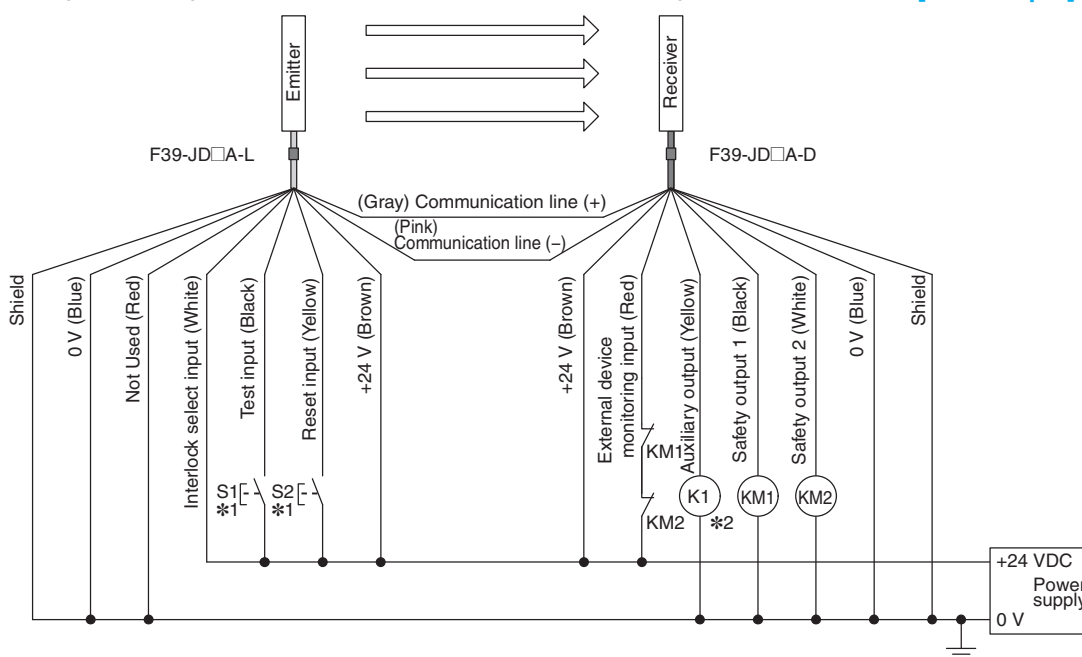 Emitter
Receiver
F39-JD□A-L
F39-JD□A-D
(Gray) Communication line (+)
(Pink)
Communication line (−)
Shield
0 V (Blue)
Not Used (Red)
Interlock select input (White)
Test input (Black)
Reset input (Yellow)
+24 V (Brown)
+24 V (Brown)
External device
monitoring input (Red)
Auxiliary output (Yellow)
Safety output 1 (Black)
Safety output 2 (White)
0 V (Blue)
Shield
S1
*1
S2
*1
KM1
KM2
K1
*2
KM1
KM2
+24 VDC
Power
supply
0 V